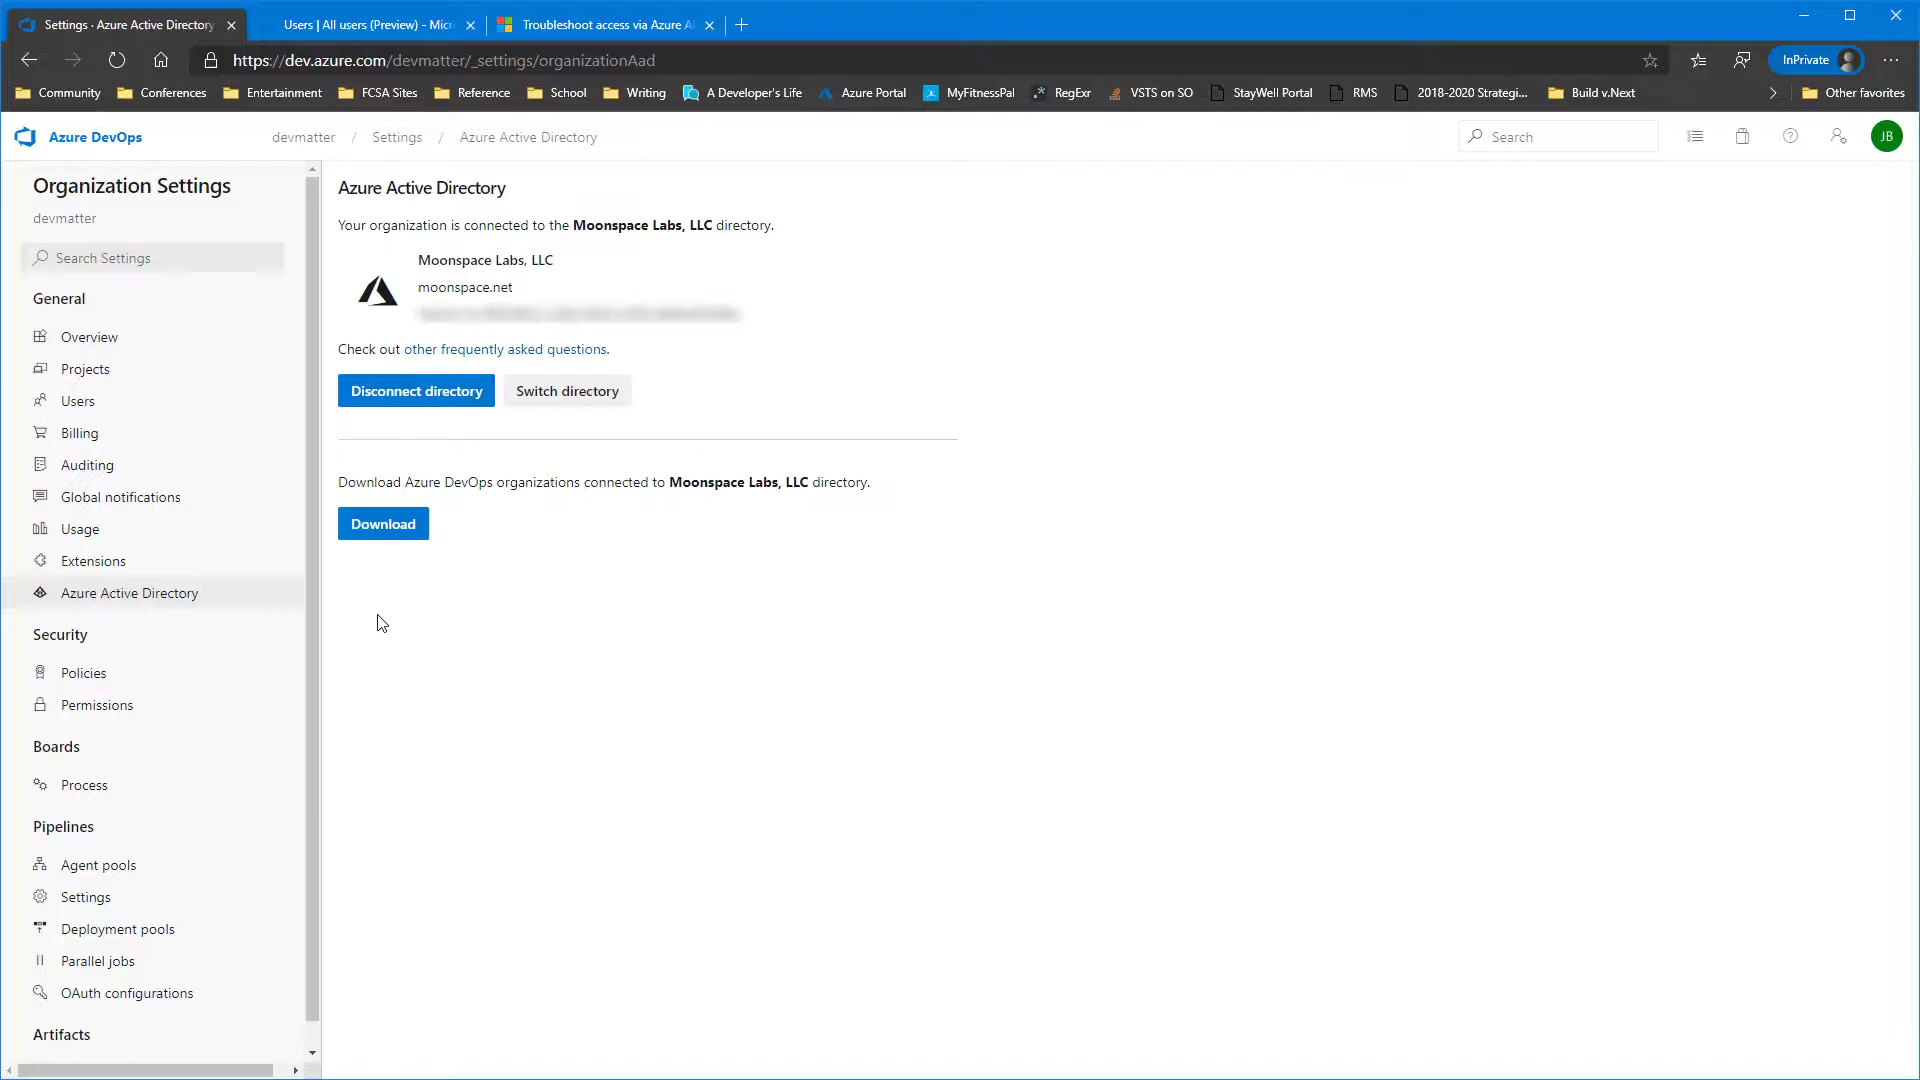 Settings · Azure Active Directory
Users | All users (Preview) - Micr
Troubleshoot access via Azure A
https://dev.azure.com/devmatter/_settings/organizationAad
InPrivate
Community
Conferences
Entertainment
FCSA Sites
Reference
School
Writing
A Developer's Life
Azure Portal
MyFitnessPal
RegExr
VSTS on SO
StayWell Portal
RMS
2018-2020 Strategi...
Build v.Next
Other favorites
Azure DevOps
devmatter / Settings / Azure Active Directory
Search
JB
Organization Settings
devmatter
Search Settings
General
Overview
Projects
Users
Billing
Auditing
Global notifications
Usage
Extensions
Azure Active Directory
Security
Policies
Permissions
Boards
Process
Pipelines
Agent pools
Settings
Deployment pools
Parallel jobs
OAuth configurations
Artifacts
Azure Active Directory
Your organization is connected to the Moonspace Labs, LLC directory.
Moonspace Labs, LLC
moonspace.net
Check out other frequently asked questions.
Disconnect directory
Switch directory
Download Azure DevOps organizations connected to Moonspace Labs, LLC directory.
Download